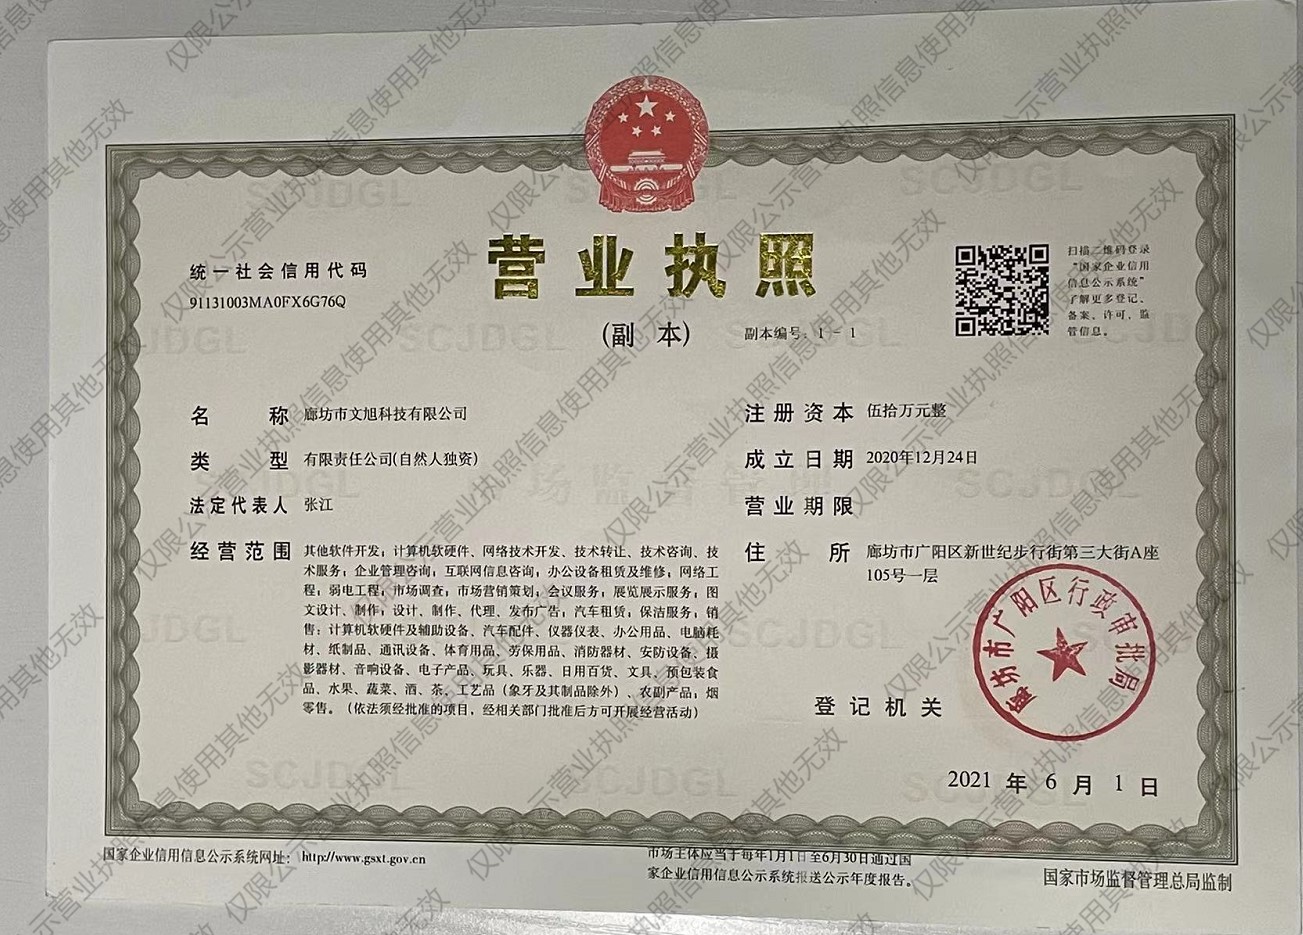 统一社会信用代码
91131003MA0FX6G76Q
营业执照
(副 本)
副本编号：1 - 1
扫描二维码登录
“国家企业信用
信息公示系统”
了解更多登记、
备案、许可、监
管信息。
名 称 廊坊市文旭科技有限公司
类 型 有限责任公司(自然人独资)
法定代表人 张江
经营范围 其他软件开发；计算机软硬件、网络技术开发、技术转让、技术咨询、技
术服务；企业管理咨询；互联网信息咨询；办公设备租赁及维修；网络工
程；弱电工程；市场调查；市场营销策划；会议服务；展览展示服务；图
文设计、制作；设计、制作、代理、发布广告；汽车租赁；保洁服务；销
售：计算机软硬件及辅助设备、汽车配件、仪器仪表、办公用品、电脑耗
材、纸制品、通讯设备、体育用品、劳保用品、消防器材、安防设备、摄
影器材、音响设备、电子产品、玩具、乐器、日用百货、文具、预包装食
品、水果、蔬菜、酒、茶、工艺品（象牙及其制品除外）、农副产品；烟
零售。（依法须经批准的项目，经相关部门批准后方可开展经营活动）
注册资本 伍拾万元整
成立日期 2020年12月24日
营业期限
住 所 廊坊市广阳区新世纪步行街第三大街A座
105号一层
廊坊市广阳区行政审批局
登记机关
2021 年 6 月 1 日
国家企业信用信息公示系统网址：http://www.gsxt.gov.cn
市场主体应当于每年1月1日至6月30日通过国
家企业信用信息公示系统报送公示年度报告。
国家市场监督管理总局监制
仅限公示营业执照信息使用其他无效
SCJDGL